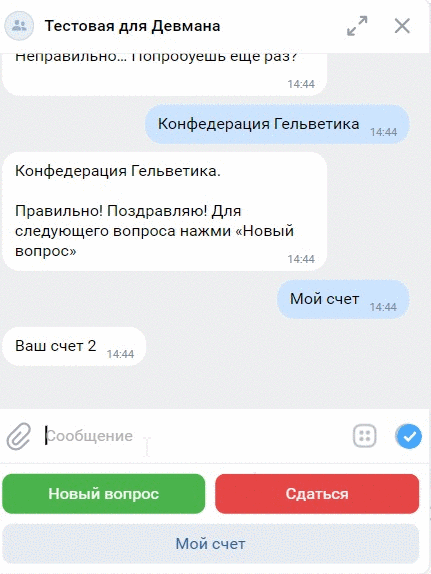 Тестовая для Девмана
Неправильно... Попробуешь ещё раз?
14:44
Конфедерация Гельветика 14:44
Конфедерация Гельветика.
Правильно! Поздравляю! Для
следующего вопроса нажми «Новый
вопрос»
14:44
Мой счет 14:44
Ваш счет 2 14:44
Сообщение
Новый вопрос
Сдаться
Мой счет